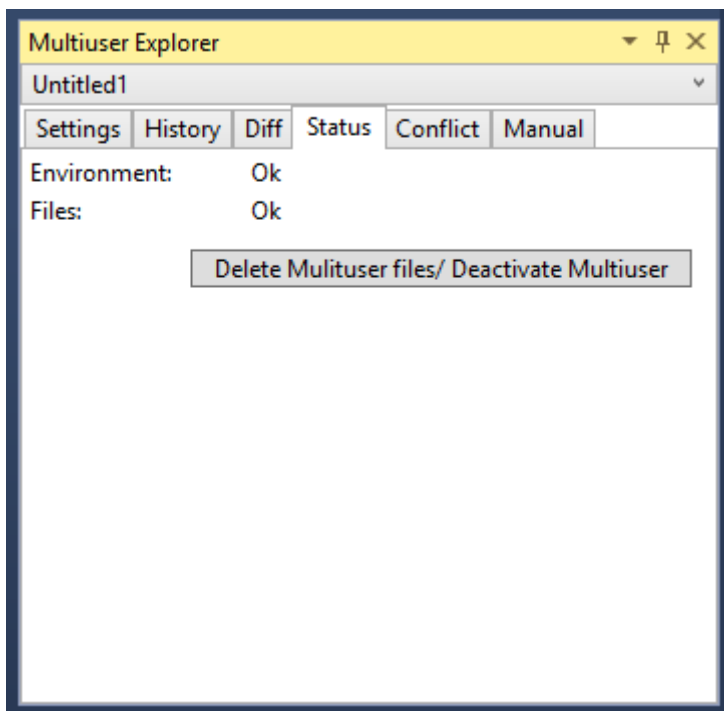 Multiuser Explorer
Untitled1
Settings History Diff Status Conflict Manual
Environment: Ok
Files: Ok
Delete Mulituser files/ Deactivate Multiuser